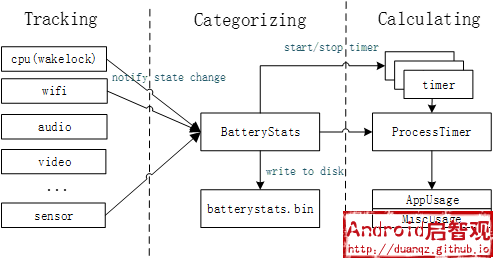 Tracking
Categorizing
Calculating
start/stop timer
cpu(wakelock)
notify state change
wifi
timer
audio
BatteryStats
ProcessTimer
video
write to disk
...
sensor
batterystats.bin
AppUsage
MiscUsage
Android启智观
http://duanqz.github.io